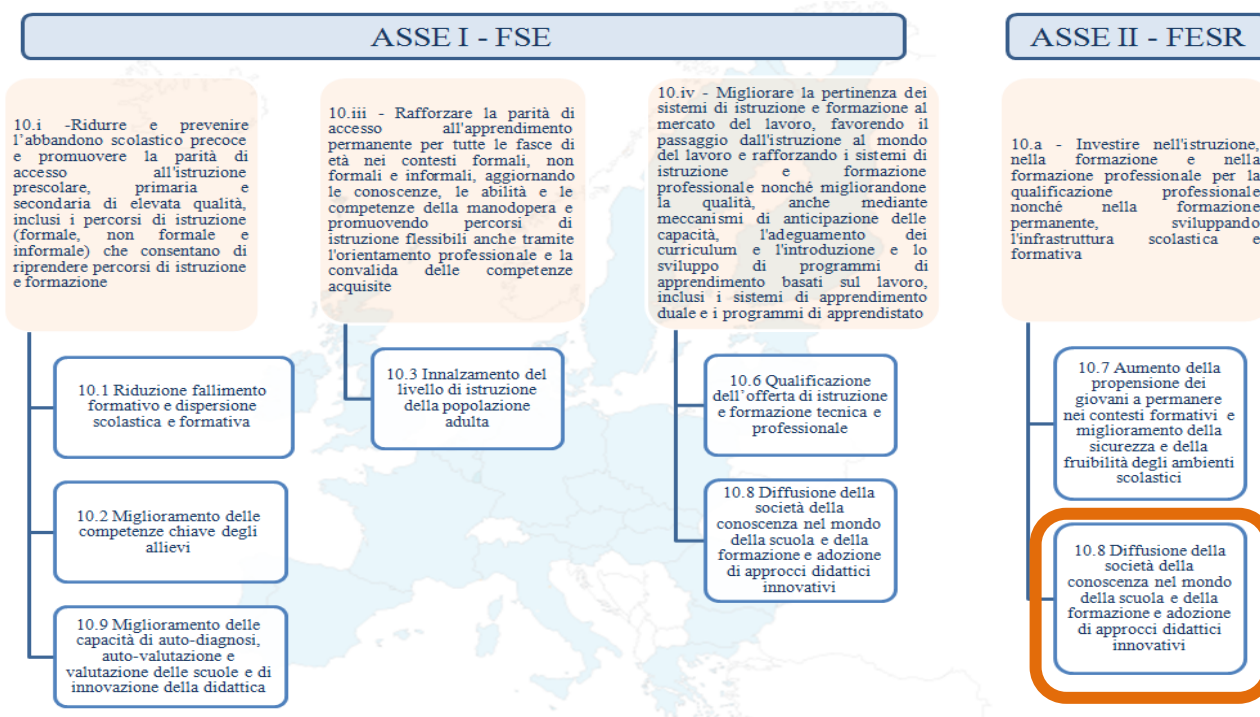 ASSE I - FSE
10.i -Ridurre e prevenire
l'abbandono scolastico precoce
e promuovere la parità di
accesso all'istruzione
prescolare, primaria e
secondaria di elevata qualità,
inclusi i percorsi di istruzione
(formale, non formale e
informale) che consentano di
riprendere percorsi di istruzione
e formazione
10.1 Riduzione fallimento
formativo e dispersione
scolastica e formativa
10.2 Miglioramento delle
competenze chiave degli
allievi
10.9 Miglioramento delle
capacità di auto-diagnosi,
auto-valutazione e
valutazione delle scuole e di
innovazione della didattica
10.iii - Rafforzare la parità di
accesso all'apprendimento
permanente per tutte le fasce di
età nei contesti formali, non
formali e informali, aggiornando
le conoscenze, le abilità e le
competenze della manodopera e
promuovendo percorsi di
istruzione flessibili anche tramite
l'orientamento professionale e la
convalida delle competenze
acquisite
10.3 Innalzamento del
livello di istruzione
della popolazione
adulta
10.iv - Migliorare la pertinenza dei
sistemi di istruzione e formazione al
mercato del lavoro, favorendo il
passaggio dall'istruzione al mondo
del lavoro e rafforzando i sistemi di
istruzione e formazione
professionale nonché migliorandone
la qualità, anche mediante
meccanismi di anticipazione delle
capacità, l'adeguamento dei
curriculum e l'introduzione e lo
sviluppo di programmi di
apprendimento basati sul lavoro,
inclusi i sistemi di apprendimento
duale e i programmi di apprendistato
10.6 Qualificazione
dell'offerta di istruzione
e formazione tecnica e
professionale
10.8 Diffusione della
società della
conoscenza nel mondo
della scuola e della
formazione e adozione
di approcci didattici
innovativi
ASSE II - FESR
10.a - Investire nell'istruzione,
nella formazione e nella
formazione professionale per la
qualificazione professionale
nonché nella formazione
permanente, sviluppando
l'infrastruttura scolastica e
formativa
10.7 Aumento della
propensione dei
giovani a permanere
nei contesti formativi e
miglioramento della
sicurezza e della
fruibilità degli ambienti
scolastici
10.8 Diffusione della
società della
conoscenza nel mondo
della scuola e della
formazione e adozione
di approcci didattici
innovativi